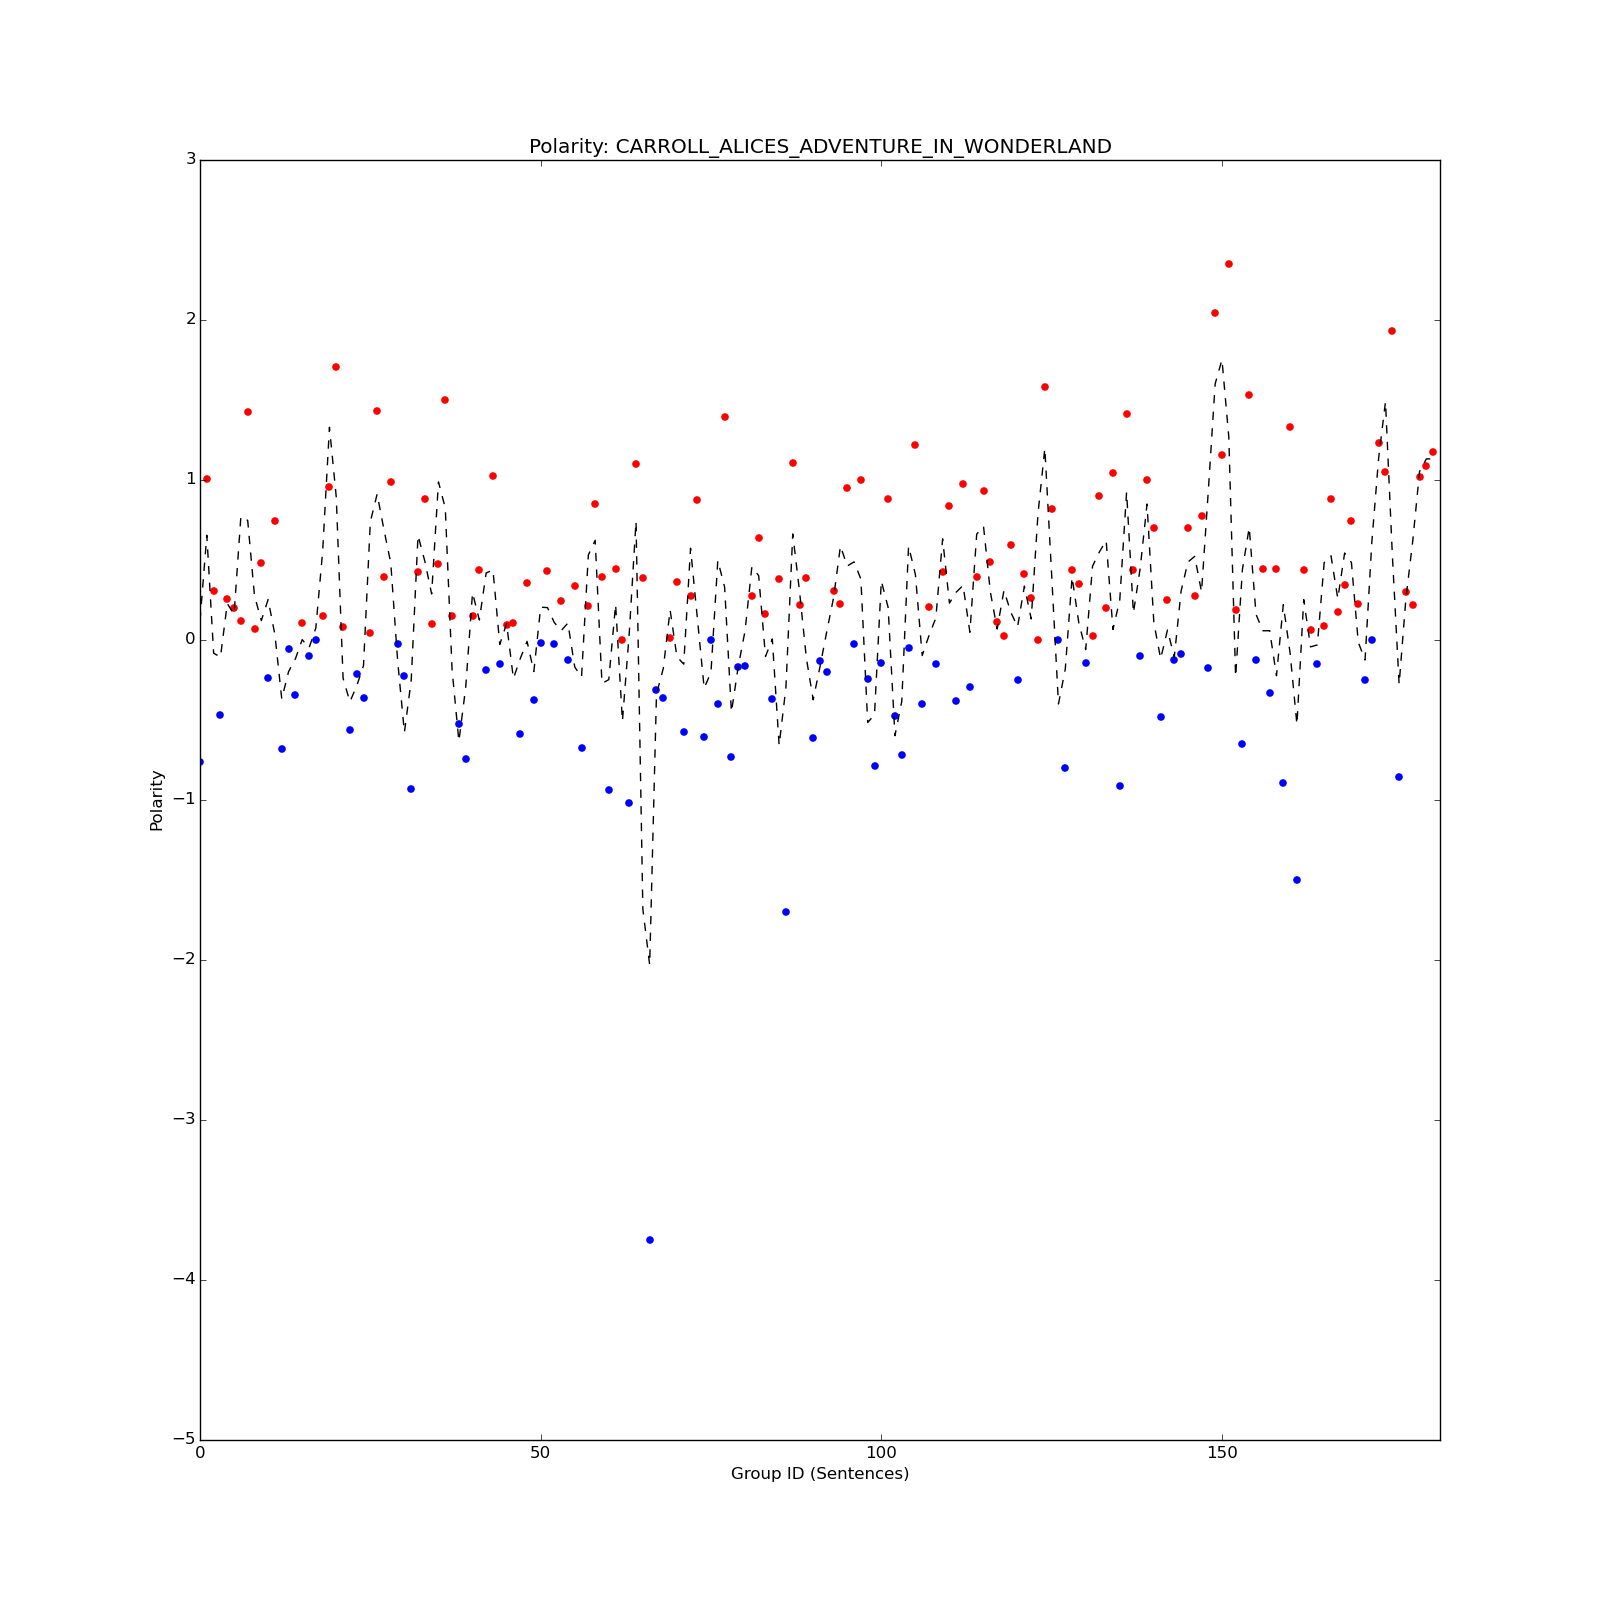 Polarity: CARROLL_ALICES_ADVENTURE_IN_WONDERLAND
3
2
1
0
−1
−2
−3
−4
−5
Polarity
0 50 100 150
Group ID (Sentences)